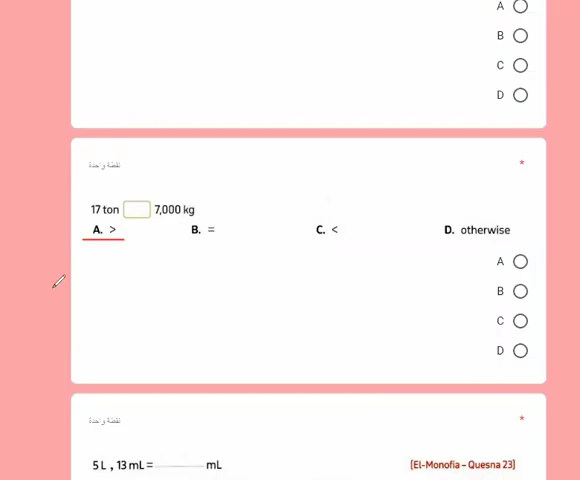 A
B
C
D
نقطة واحدة
*
17 ton 7,000 kg
A. > B. = C. < D. otherwise
A
B
C
D
نقطة واحدة
*
5 L , 13 mL = mL [El-Monofia - Quesna 23]